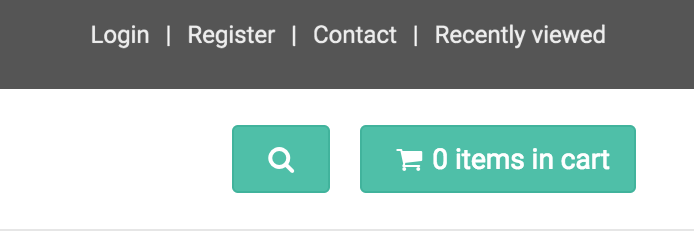 Login | Register | Contact | Recently viewed
0 items in cart